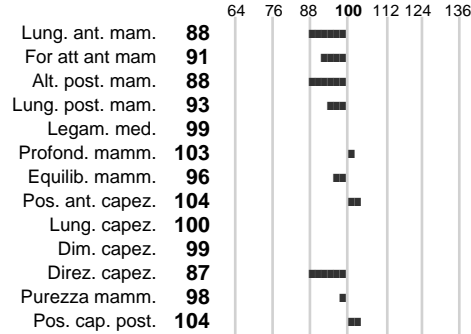 64 76 88 100 112 124 136
Lung. ant. mam. 88
For att ant mam 91
Alt. post. mam. 88
Lung. post. mam. 93
Legam. med. 99
Profond. mamm. 103
Equilib. mamm. 96
Pos. ant. capez. 104
Lung. capez. 100
Dim. capez. 99
Direz. capez. 87
Purezza mamm. 98
Pos. cap. post. 104